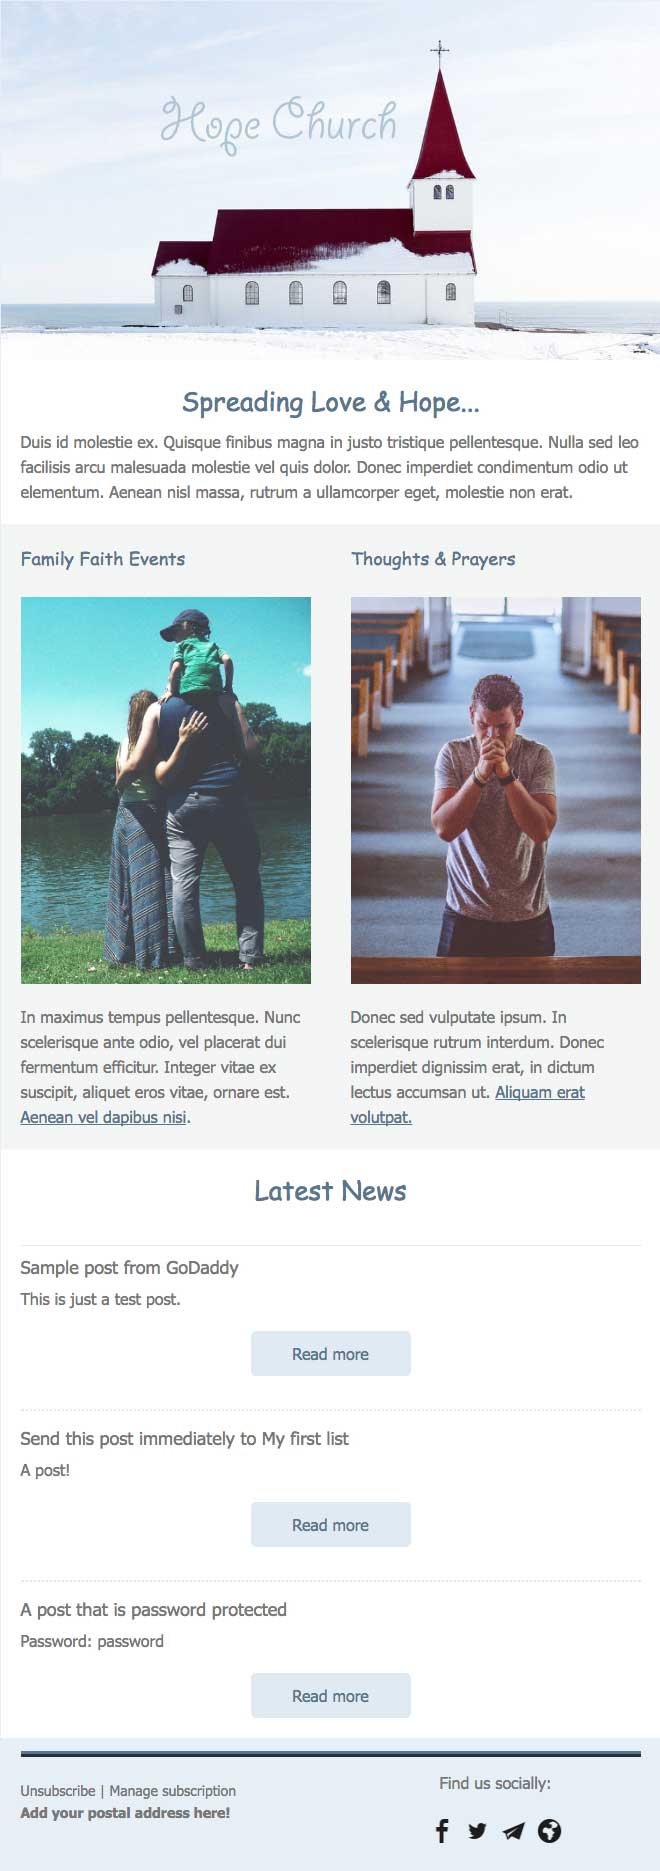 Hope Church
Spreading Love & Hope...
Duis id molestie ex. Quisque finibus magna in justo tristique pellentesque. Nulla sed leo
facilisis arcu malesuada molestie vel quis dolor. Donec imperdiet condimentum odio ut
elementum. Aenean nisl massa, rutrum a ullamcorper eget, molestie non erat.
Family Faith Events
In maximus tempus pellentesque. Nunc
scelerisque ante odio, vel placerat dui
fermentum efficitur. Integer vitae ex
suscipit, aliquet eros vitae, ornare est.
Aenean vel dapibus nisi.
Thoughts & Prayers
Donec sed vulputate ipsum. In
scelerisque rutrum interdum. Donec
imperdiet dignissim erat, in dictum
lectus accumsan ut. Aliquam erat
volutpat.
Latest News
Sample post from GoDaddy
This is just a test post.
Read more
Send this post immediately to My first list
A post!
Read more
A post that is password protected
Password: password
Read more
Unsubscribe | Manage subscription
Add your postal address here!
Find us socially: